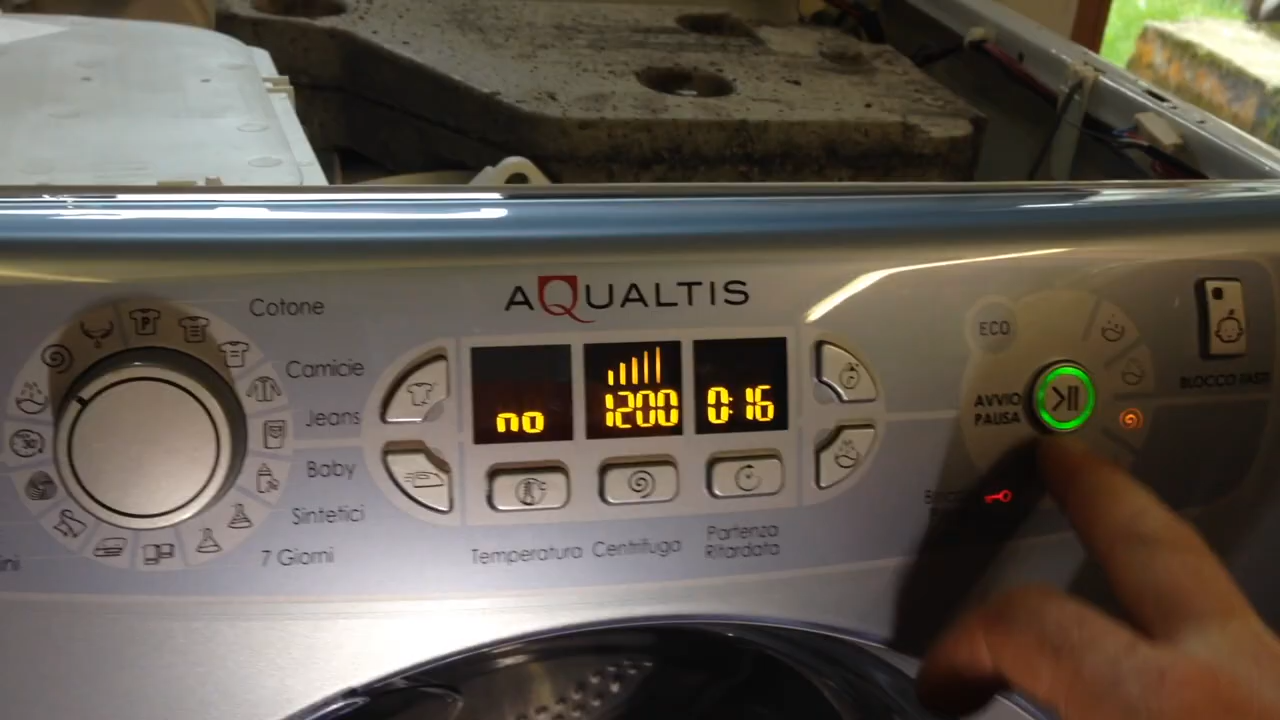 AQUALTIS
Cotone
Camicie
Jeans
Baby
Sintetici
7 Giorni
30'
P
no
1200
0:16
Temperatura
Centrifuga
Partenza
Ritardata
ECO
AVVIO
PAUSA
BLOCCO TASTI